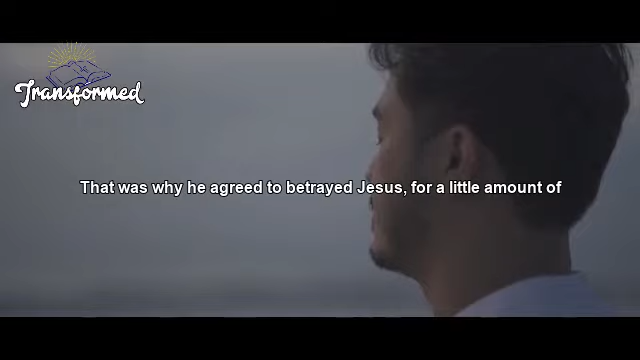 Transformed
That was why he agreed to betrayed Jesus, for a little amount of